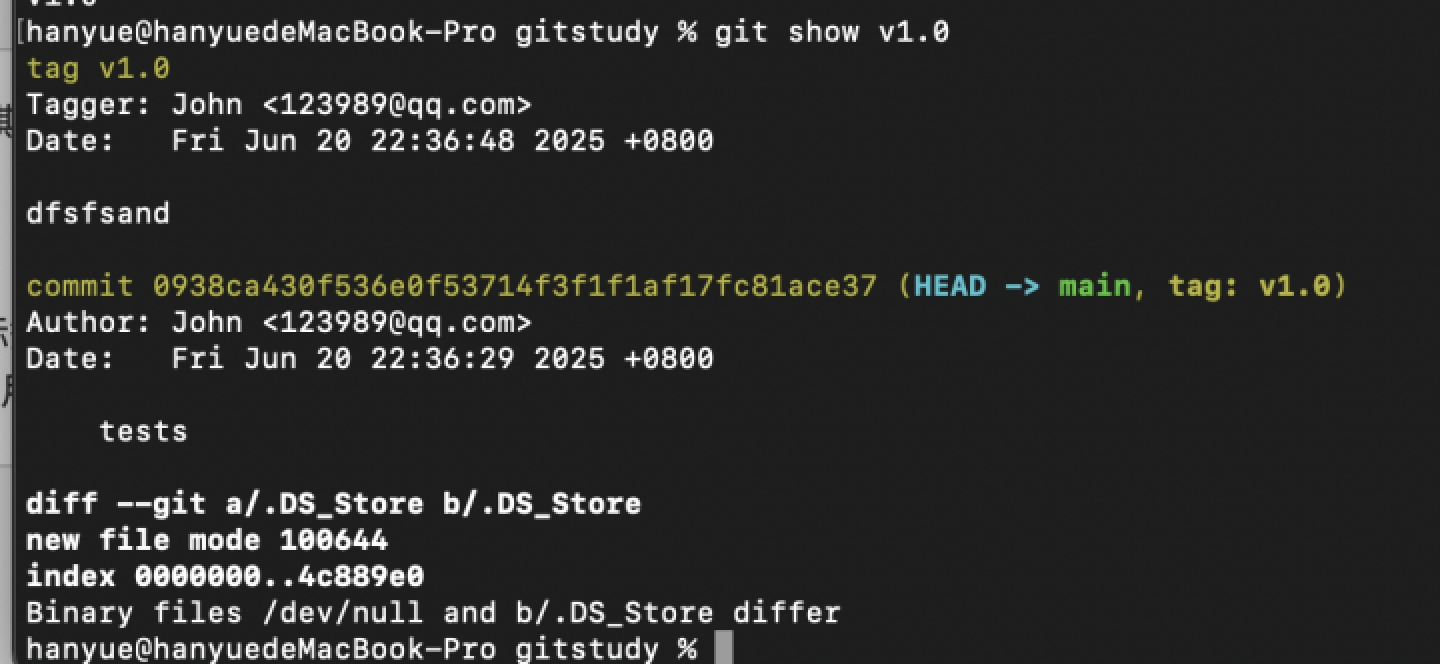 [hanyue@hanyuedeMacBook-Pro gitstudy % git show v1.0
tag v1.0
Tagger: John <123989@qq.com>
Date:   Fri Jun 20 22:36:48 2025 +0800
dfsfsand
commit 0938ca430f536e0f53714f3f1f1af17fc81ace37 (HEAD -> main, tag: v1.0)
Author: John <123989@qq.com>
Date:   Fri Jun 20 22:36:29 2025 +0800
    tests
diff --git a/.DS_Store b/.DS_Store
new file mode 100644
index 0000000..4c889e0
Binary files /dev/null and b/.DS_Store differ
hanyue@hanyuedeMacBook-Pro gitstudy %